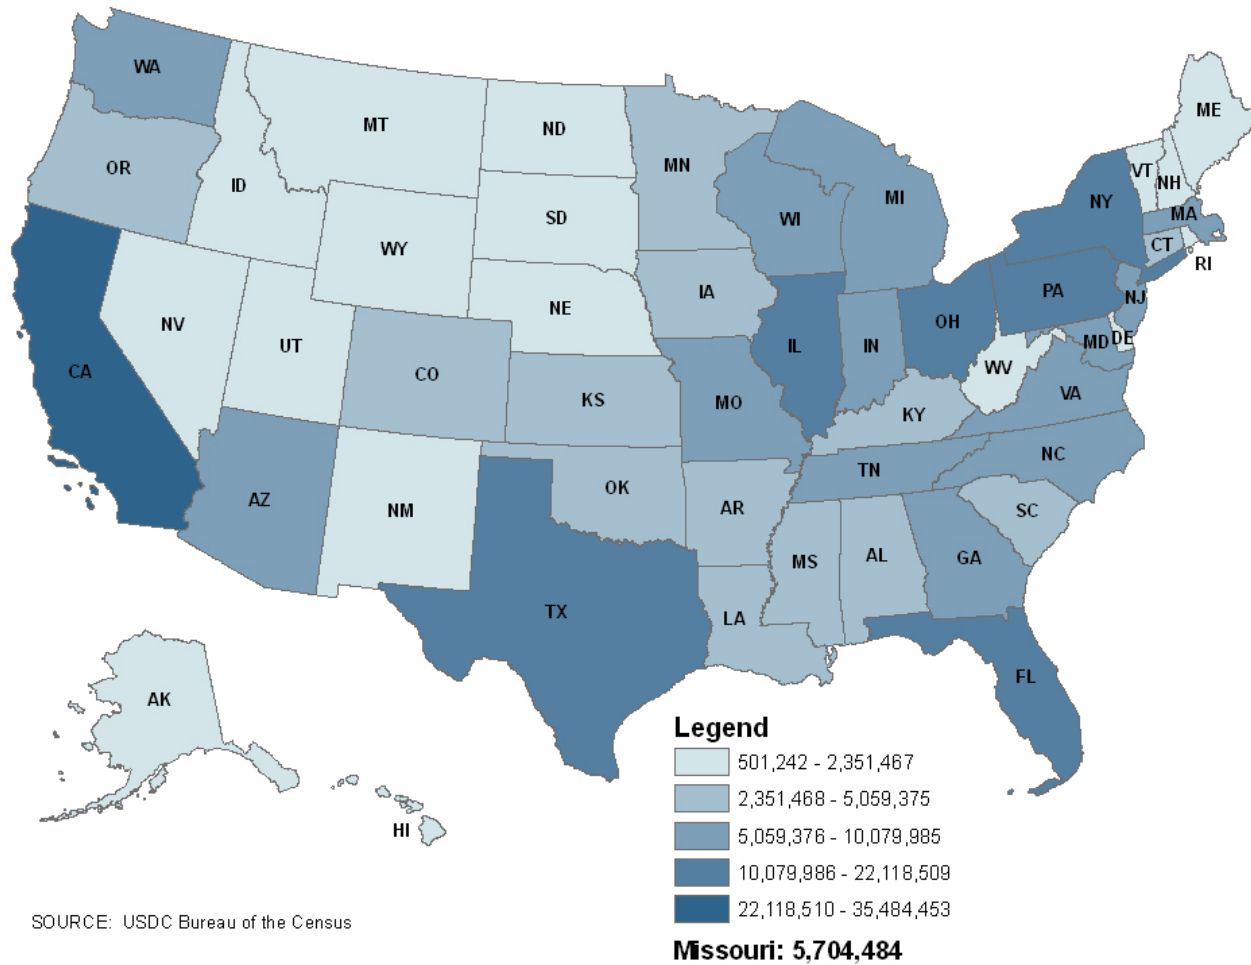 WA
MT
ND
ME
OR
MN
VT
NH
ID
MI
NY
SD
WI
MA
WY
CT
RI
IA
PA
NE
NJ
NV
OH
UT
IL
IN
MD
DE
CA
CO
WV
KS
MO
VA
KY
NC
TN
OK
AZ
NM
AR
SC
MS
AL
GA
TX
LA
FL
AK
HI
Legend
501,242 - 2,351,467
2,351,468 - 5,059,375
5,059,376 - 10,079,985
10,079,986 - 22,118,509
22,118,510 - 35,484,453
SOURCE: USDC Bureau of the Census
Missouri: 5,704,484